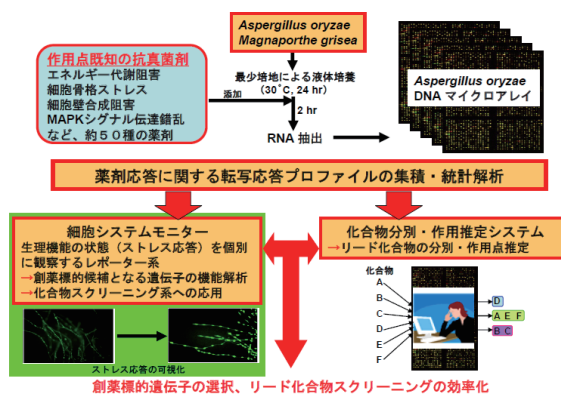 Aspergillus oryzae
Magnaporthe grisea
作用点既知の抗真菌剤
エネルギー代謝阻害
細胞骨格ストレス
細胞壁合成阻害
MAPKシグナル伝達錯乱
など、約５０種の薬剤
最少培地による液体培養
(30˚C, 24 hr)
添加
2 hr
RNA 抽出
Aspergillus oryzae
DNA マイクロアレイ
薬剤応答に関する転写応答プロファイルの集積・統計解析
細胞システムモニター
生理機能の状態（ストレス応答）を個別
に観察するレポーター系
→創薬標的候補となる遺伝子の機能解析
→化合物スクリーニング系への応用
ストレス応答の可視化
化合物分別・作用推定システム
→リード化合物の分別・作用点推定
化合物
A
B
C
D
E
F
D
A E F
B C
創薬標的遺伝子の選択、リード化合物スクリーニングの効率化